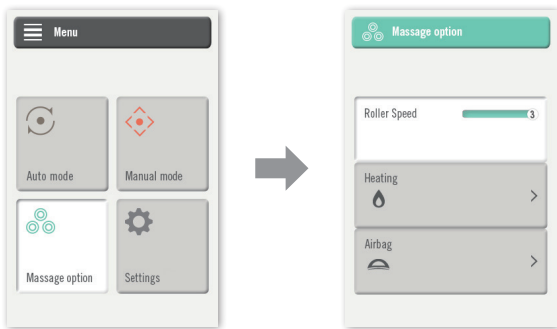 Menu
Auto mode
Manual mode
Massage option
Settings
Massage option
Roller Speed
3
Heating
Airbag